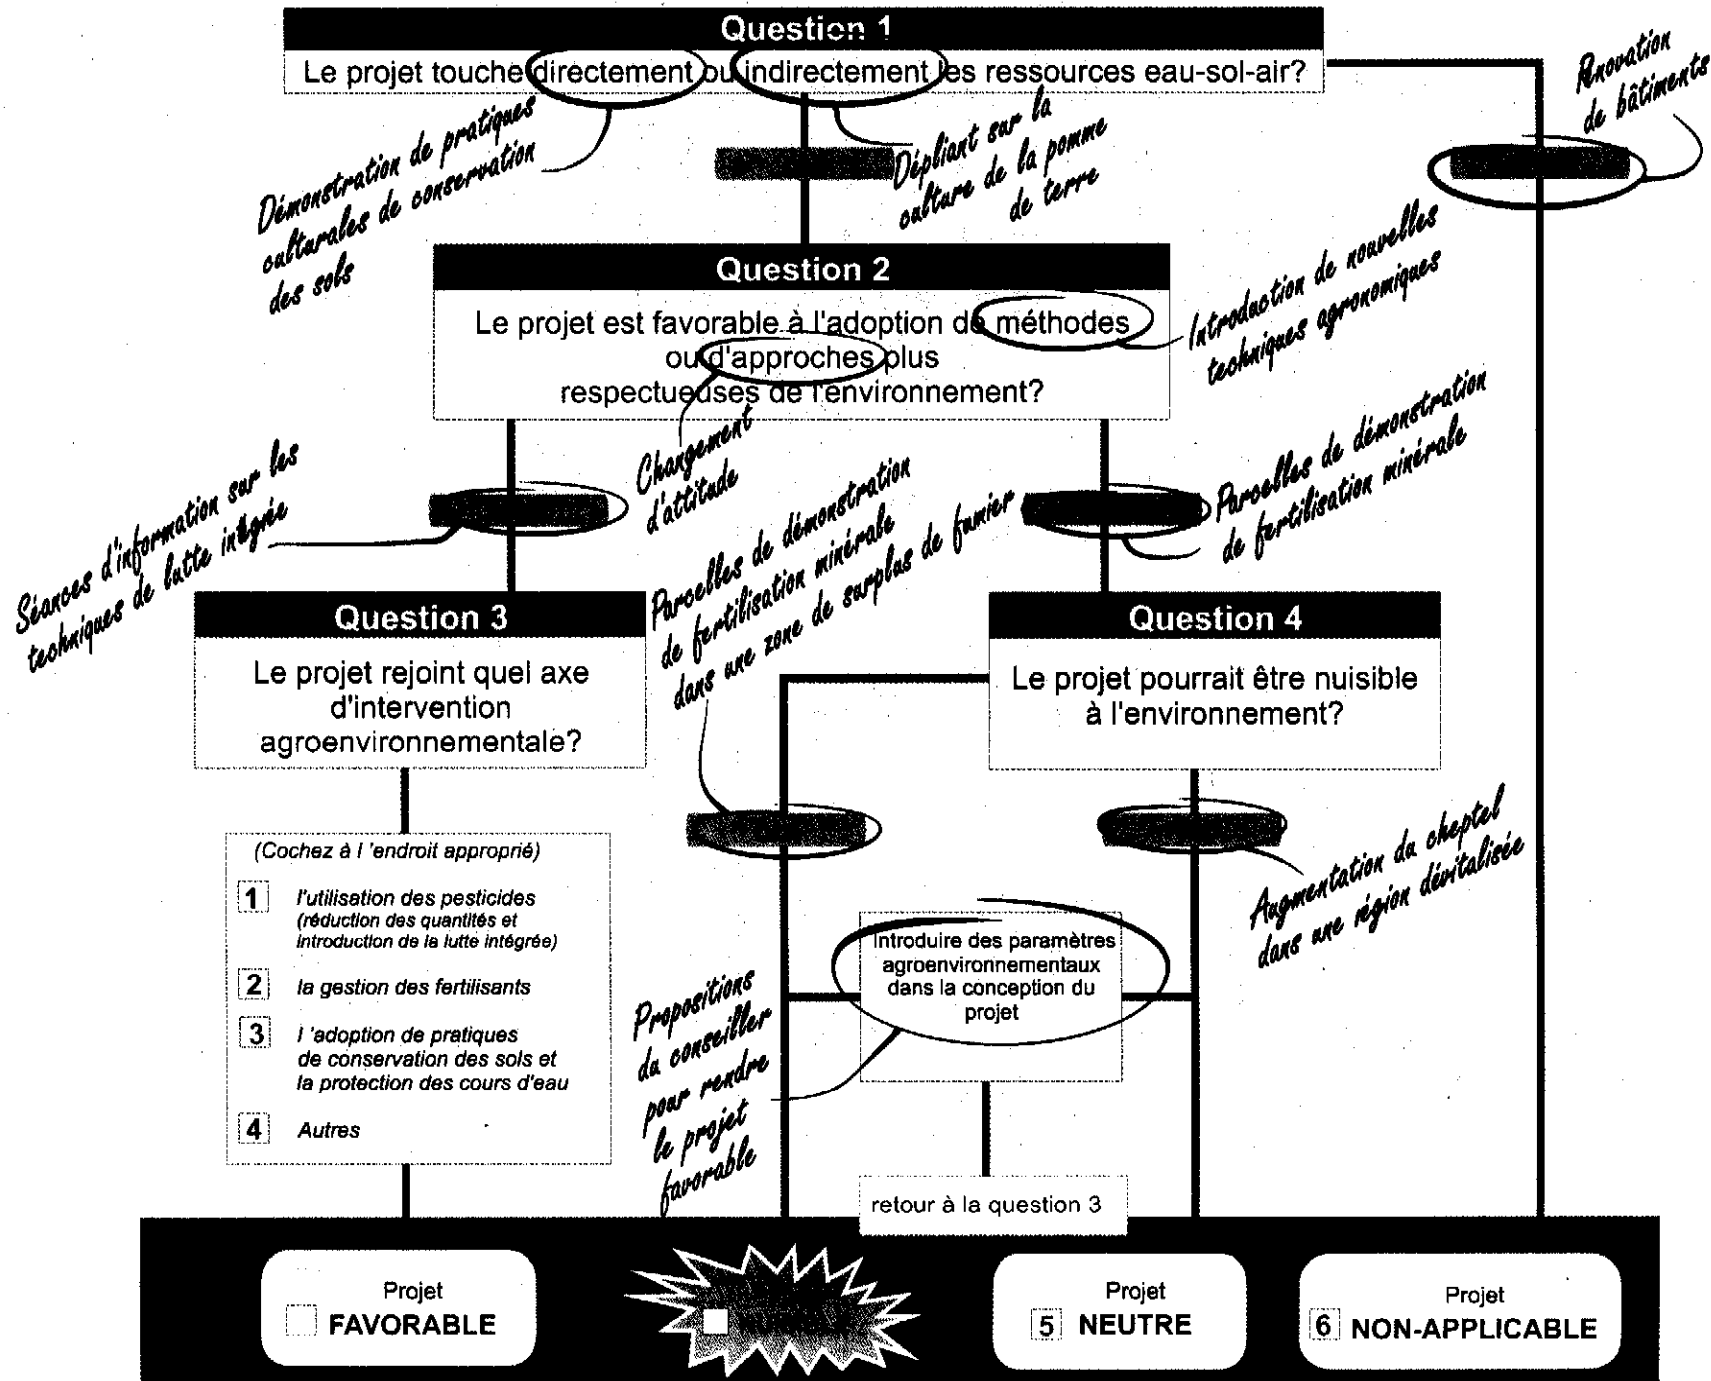 Question 1
Le projet touche directement ou indirectement les ressources eau-sol-air?
Rénovation
de bâtiments
Démonstration de pratiques
culturales de conservation
des sols
Dépliant sur la
culture de la pomme
de terre
Question 2
Le projet est favorable à l'adoption de méthodes
ou d'approches plus
respectueuses de l'environnement?
Introduction de nouvelles
techniques agronomiques
Changement
d'attitude
Séances d'information sur les
techniques de lutte intégrée
Parcelles de démonstration
de fertilisation minérale
dans une zone de surplus de fumier
Parcelles de démonstration
de fertilisation minérale
Question 3
Le projet rejoint quel axe
d'intervention
agroenvironnementale?
Question 4
Le projet pourrait être nuisible
à l'environnement?
(Cochez à l 'endroit approprié)
1 l'utilisation des pesticides
(réduction des quantités et
introduction de la lutte intégrée)
2 la gestion des fertilisants
3 l 'adoption de pratiques
de conservation des sols et
la protection des cours d'eau
4 Autres
Augmentation du cheptel
dans une région dévitalisée
Introduire des paramètres
agroenvironnementaux
dans la conception du
projet
Propositions
du conseiller
pour rendre
le projet
favorable
retour à la question 3
Projet
FAVORABLE
Projet
5 NEUTRE
Projet
6 NON-APPLICABLE